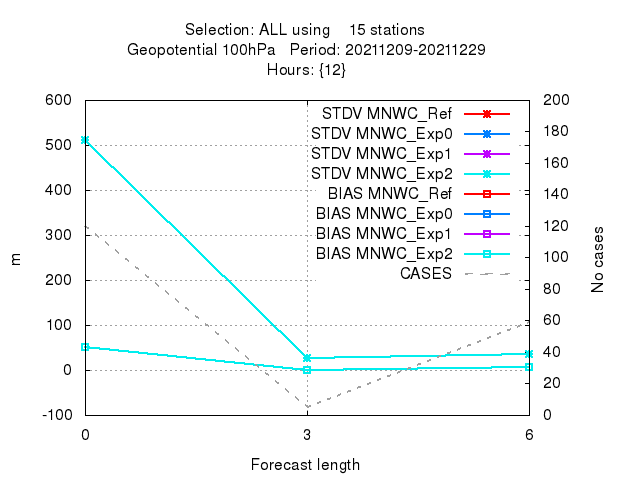 Selection: ALL using 15 stations
Geopotential 100hPa Period: 20211209-20211229
Hours: {12}
600
500
400
300
200
100
0
-100
200
180
160
140
120
100
80
60
40
20
0
STDV MNWC_Ref
STDV MNWC_Exp0
STDV MNWC_Exp1
STDV MNWC_Exp2
BIAS MNWC_Ref
BIAS MNWC_Exp0
BIAS MNWC_Exp1
BIAS MNWC_Exp2
CASES
m
No cases
0 3 6
Forecast length